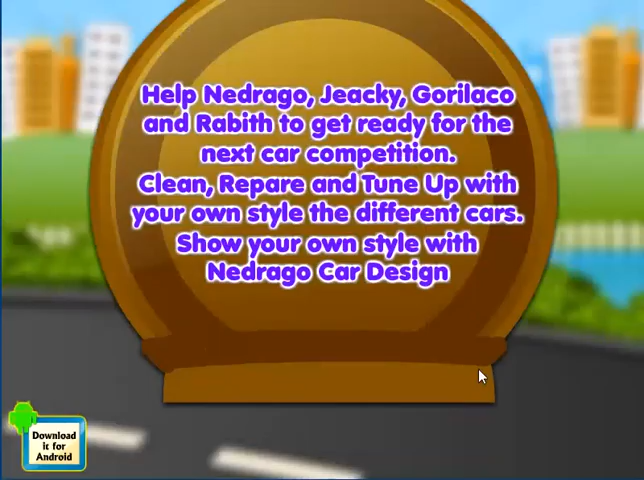 Help Nedrago, Jeacky, Gorilaco
and Rabith to get ready for the
next car competition.
Clean, Repare and Tune Up with
your own style the different cars.
Show your own style with
Nedrago Car Design
Download
it for
Android